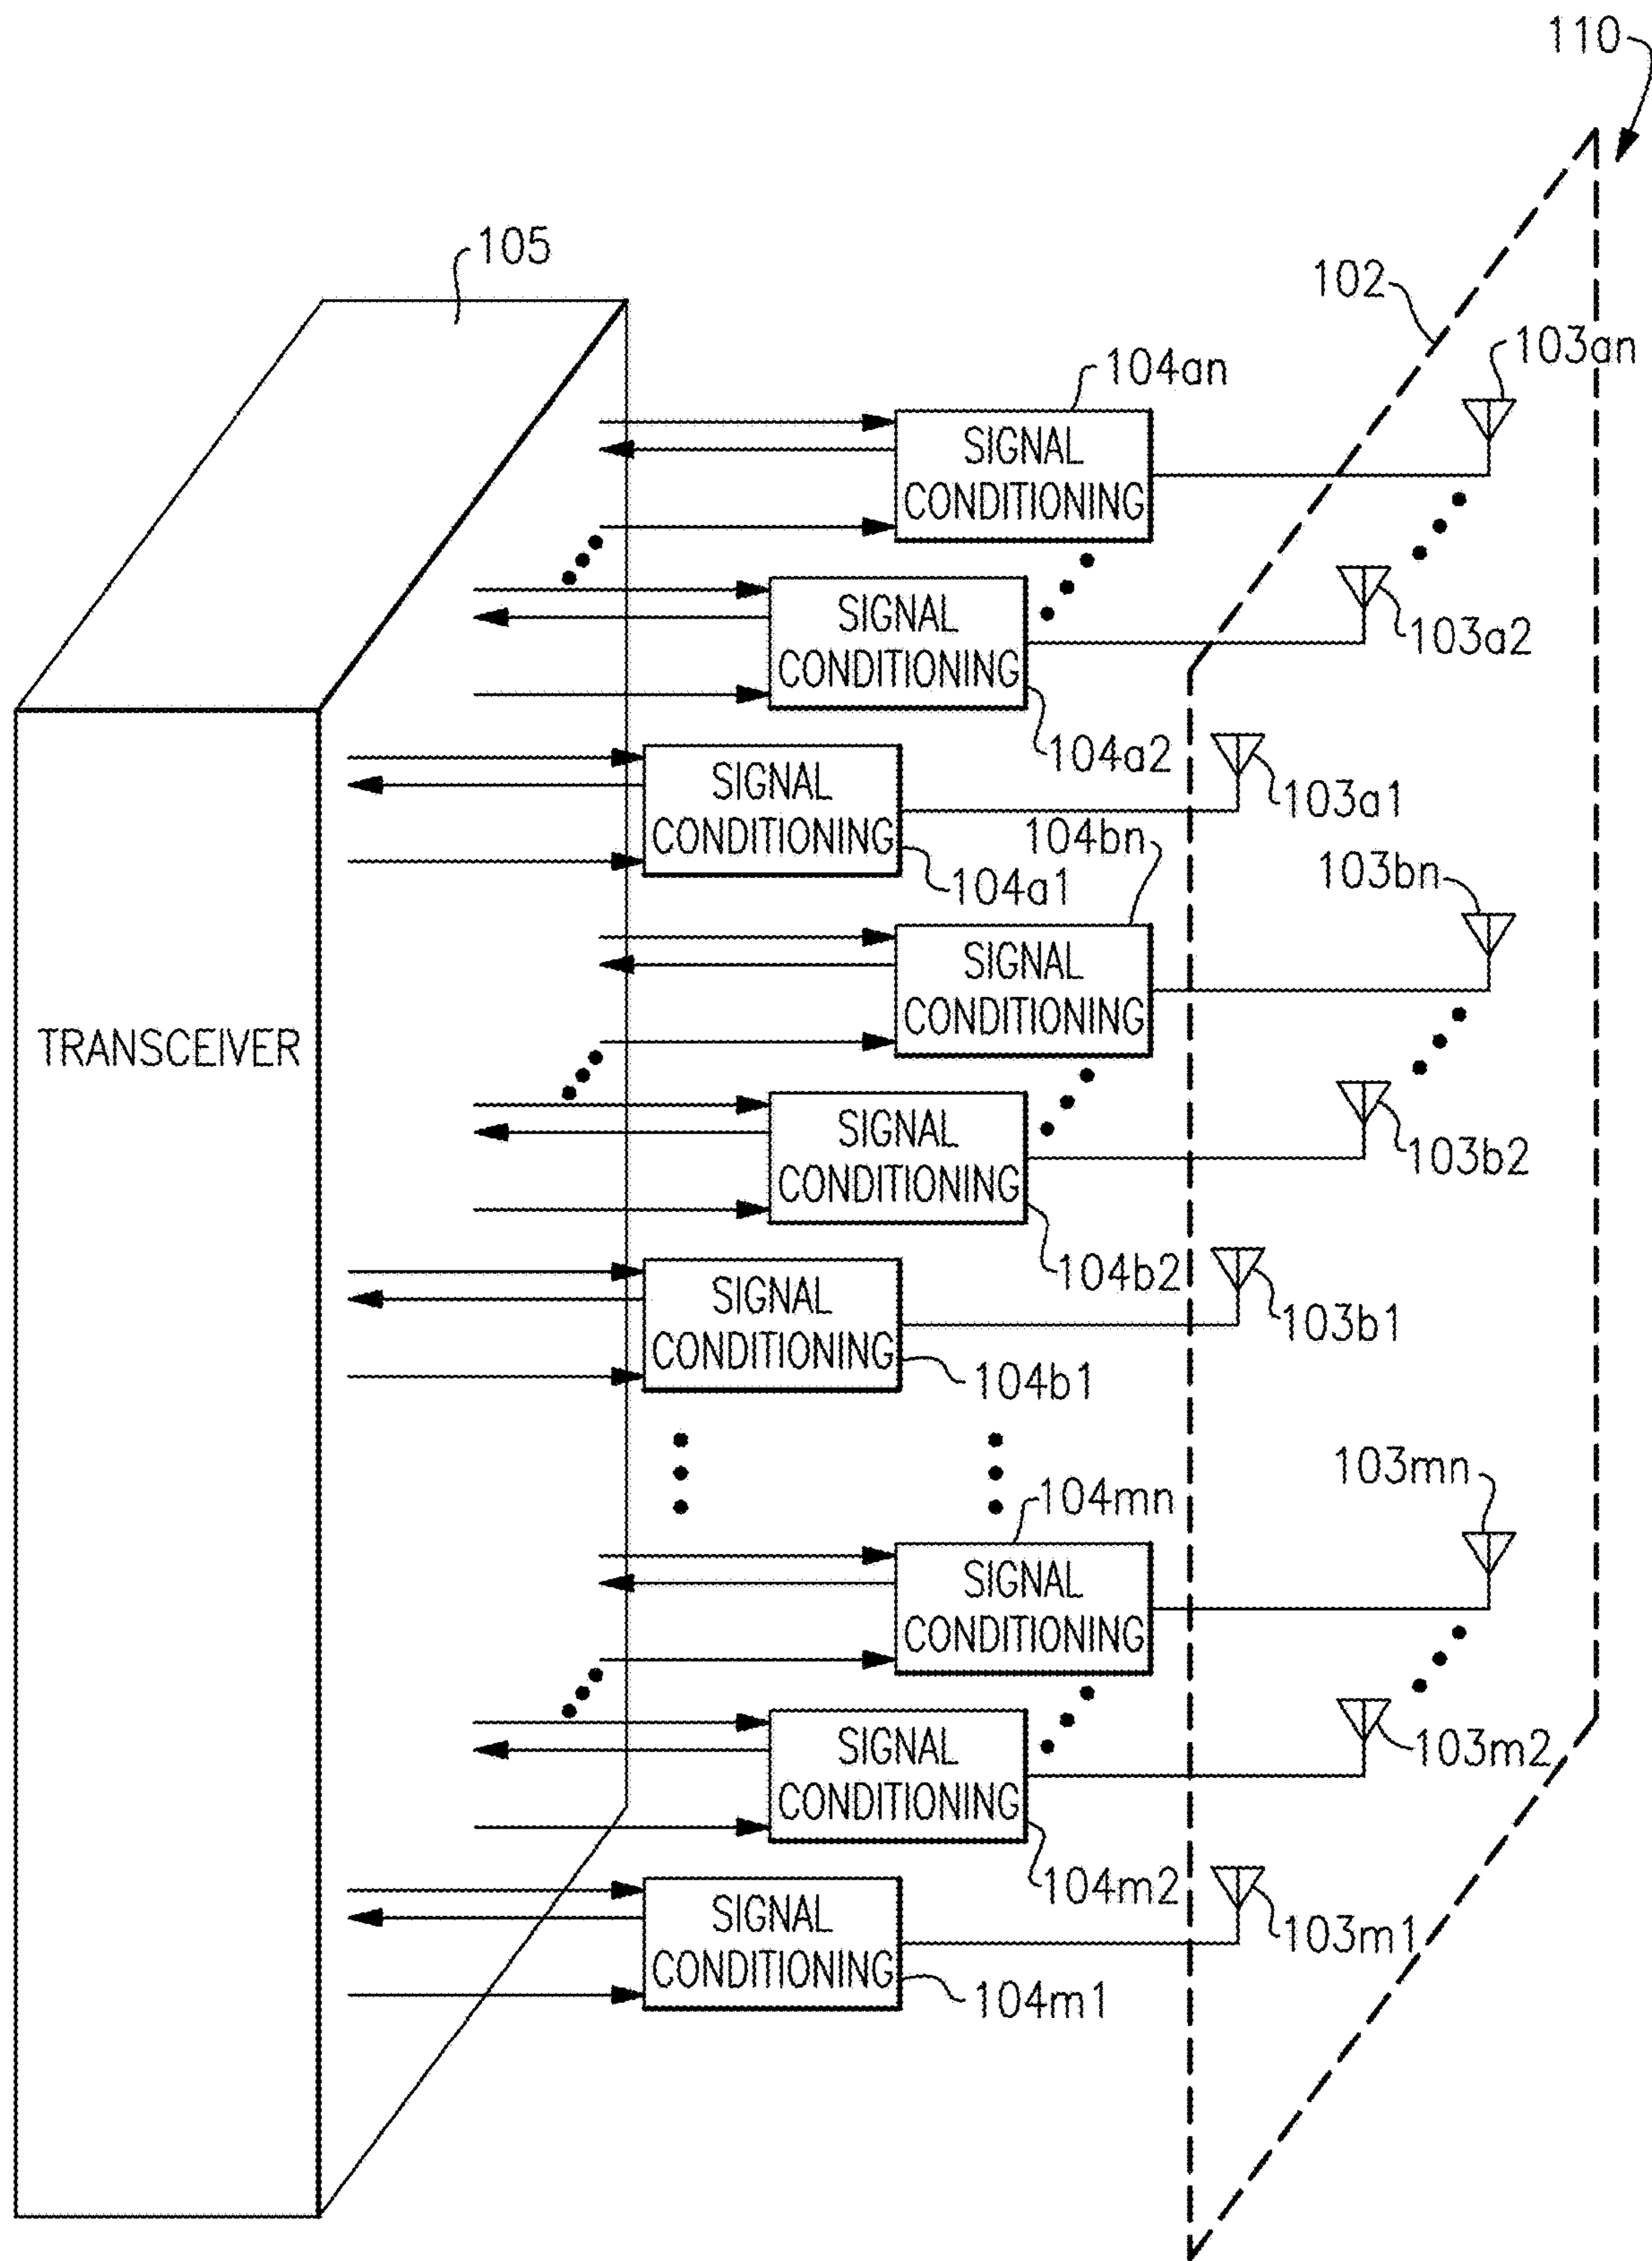 110
105
102
103an
104an
SIGNAL
CONDITIONING
SIGNAL
CONDITIONING
103a2
104a2
SIGNAL
CONDITIONING
103a1
104bn
104a1
103bn
SIGNAL
CONDITIONING
TRANSCEIVER
SIGNAL
CONDITIONING
103b2
104b2
SIGNAL
CONDITIONING
103b1
104b1
103mn
104mn
SIGNAL
CONDITIONING
SIGNAL
CONDITIONING
103m2
104m2
SIGNAL
CONDITIONING
103m1
104m1